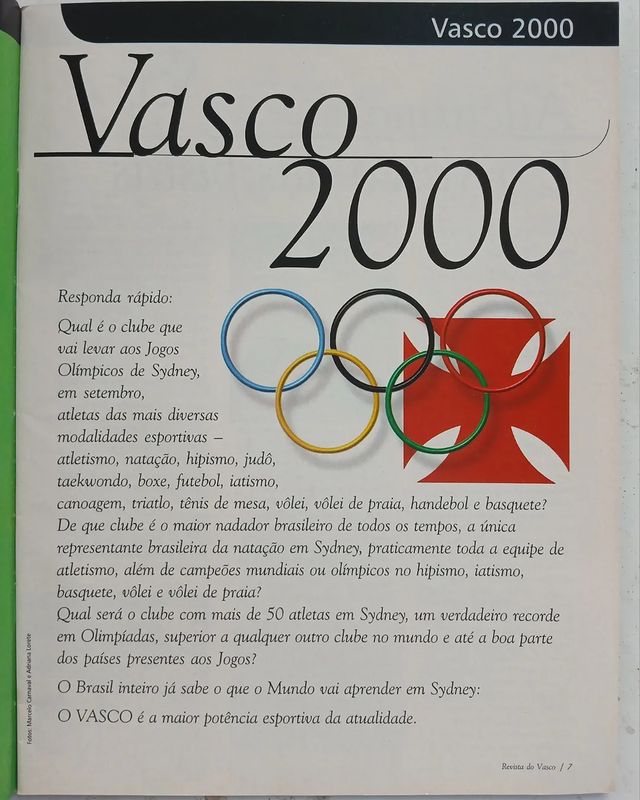 Vasco 2000
Vasco
2000
Responda rápido:
Qual é o clube que
vai levar aos Jogos
Olímpicos de Sydney,
em setembro,
atletas das mais diversas
modalidades esportivas –
atletismo, natação, hipismo, judô,
taekwondo, boxe, futebol, iatismo,
canoagem, triatlo, tênis de mesa, vôlei, vôlei de praia, handebol e basquete?
De que clube é o maior nadador brasileiro de todos os tempos, a única
representante brasileira da natação em Sydney, praticamente toda a equipe de
atletismo, além de campeões mundiais ou olímpicos no hipismo, iatismo,
basquete, vôlei e vôlei de praia?
Qual será o clube com mais de 50 atletas em Sydney, um verdadeiro recorde
em Olimpíadas, superior a qualquer outro clube no mundo e até a boa parte
dos países presentes aos Jogos?
O Brasil inteiro já sabe o que o Mundo vai aprender em Sydney:
O VASCO é a maior potência esportiva da atualidade.
Fotos: Marcelo Carnaval e Adriana Lorete
Revista do Vasco / 7